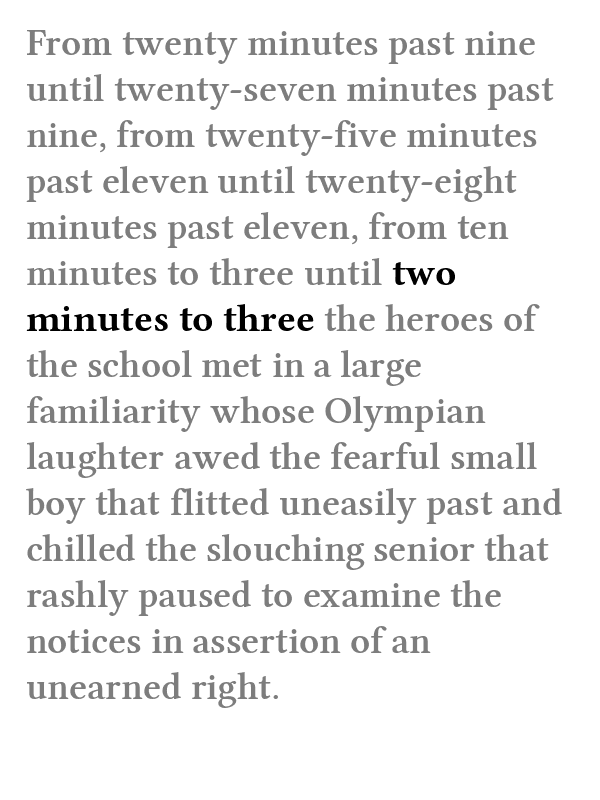 From twenty minutes past nine
until twenty-seven minutes past
nine, from twenty-five minutes
past eleven until twenty-eight
minutes past eleven, from ten
minutes to three until two
minutes to three the heroes of
the school met in a large
familiarity whose Olympian
laughter awed the fearful small
boy that flitted uneasily past and
chilled the slouching senior that
rashly paused to examine the
notices in assertion of an
unearned right.